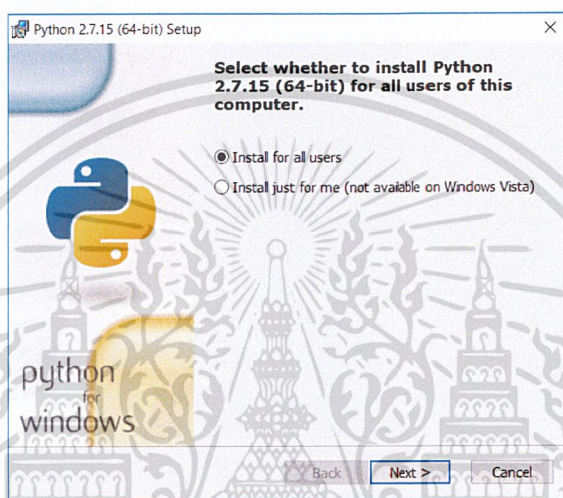 Python 2.7.15 (64-bit) Setup
Select whether to install Python
2.7.15 (64-bit) for all users of this
computer.
Install for all users
Install just for me (not available on Windows Vista)
python
for
windows
Back
Next >
Cancel